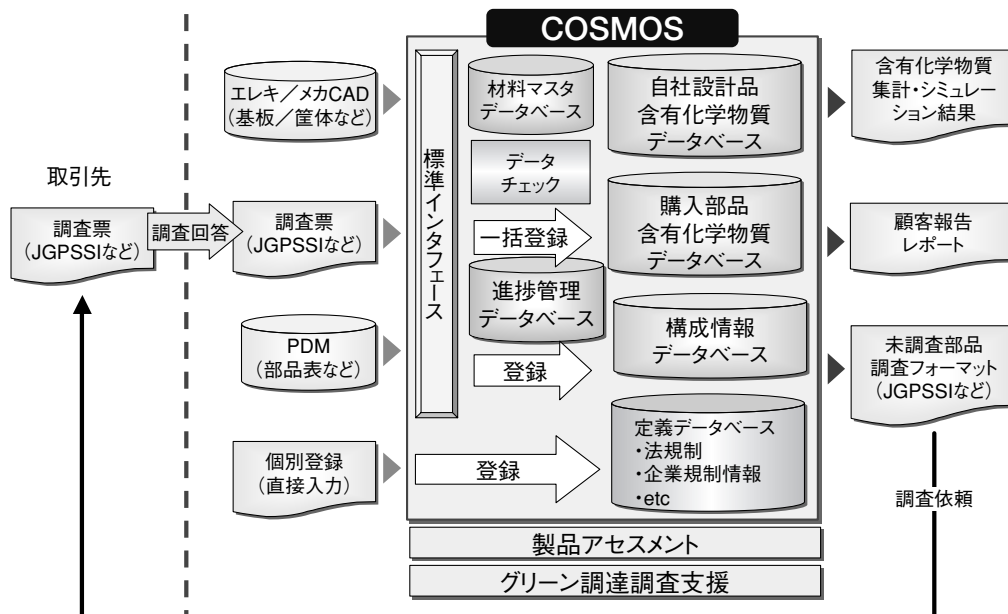 COSMOS
取引先
調査票
(JGPSSIなど)
調査回答
エレキ／メカCAD
(基板／筐体など)
調査票
(JGPSSIなど)
PDM
(部品表など)
個別登録
(直接入力)
標準インタフェース
材料マスタ
データベース
データ
チェック
一括登録
進捗管理
データベース
登録
登録
自社設計品
含有化学物質
データベース
購入部品
含有化学物質
データベース
構成情報
データベース
定義データベース
・法規制
・企業規制情報
・etc
含有化学物質
集計・シミュレー
ション結果
顧客報告
レポート
未調査部品
調査フォーマット
(JGPSSIなど)
調査依頼
製品アセスメント
グリーン調達調査支援